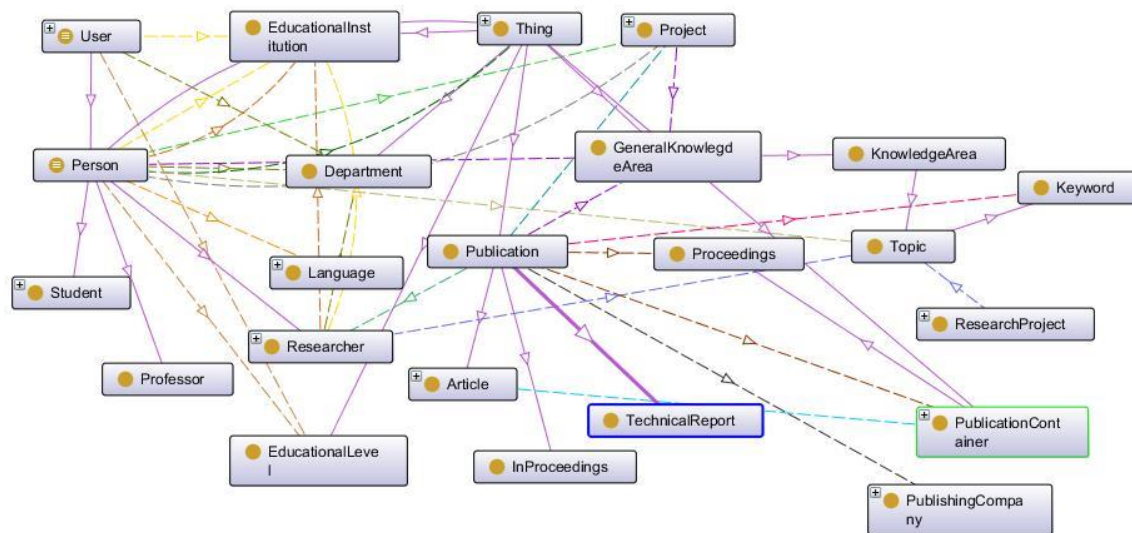 User
EducationalInst
itution
Thing
Project
Person
Department
GeneralKnowlegd
eArea
KnowledgeArea
Keyword
Publication
Proceedings
Topic
Student
Language
ResearchProject
Researcher
Professor
Article
TechnicalReport
PublicationCont
ainer
EducationalLeve
l
InProceedings
PublishingCompa
ny